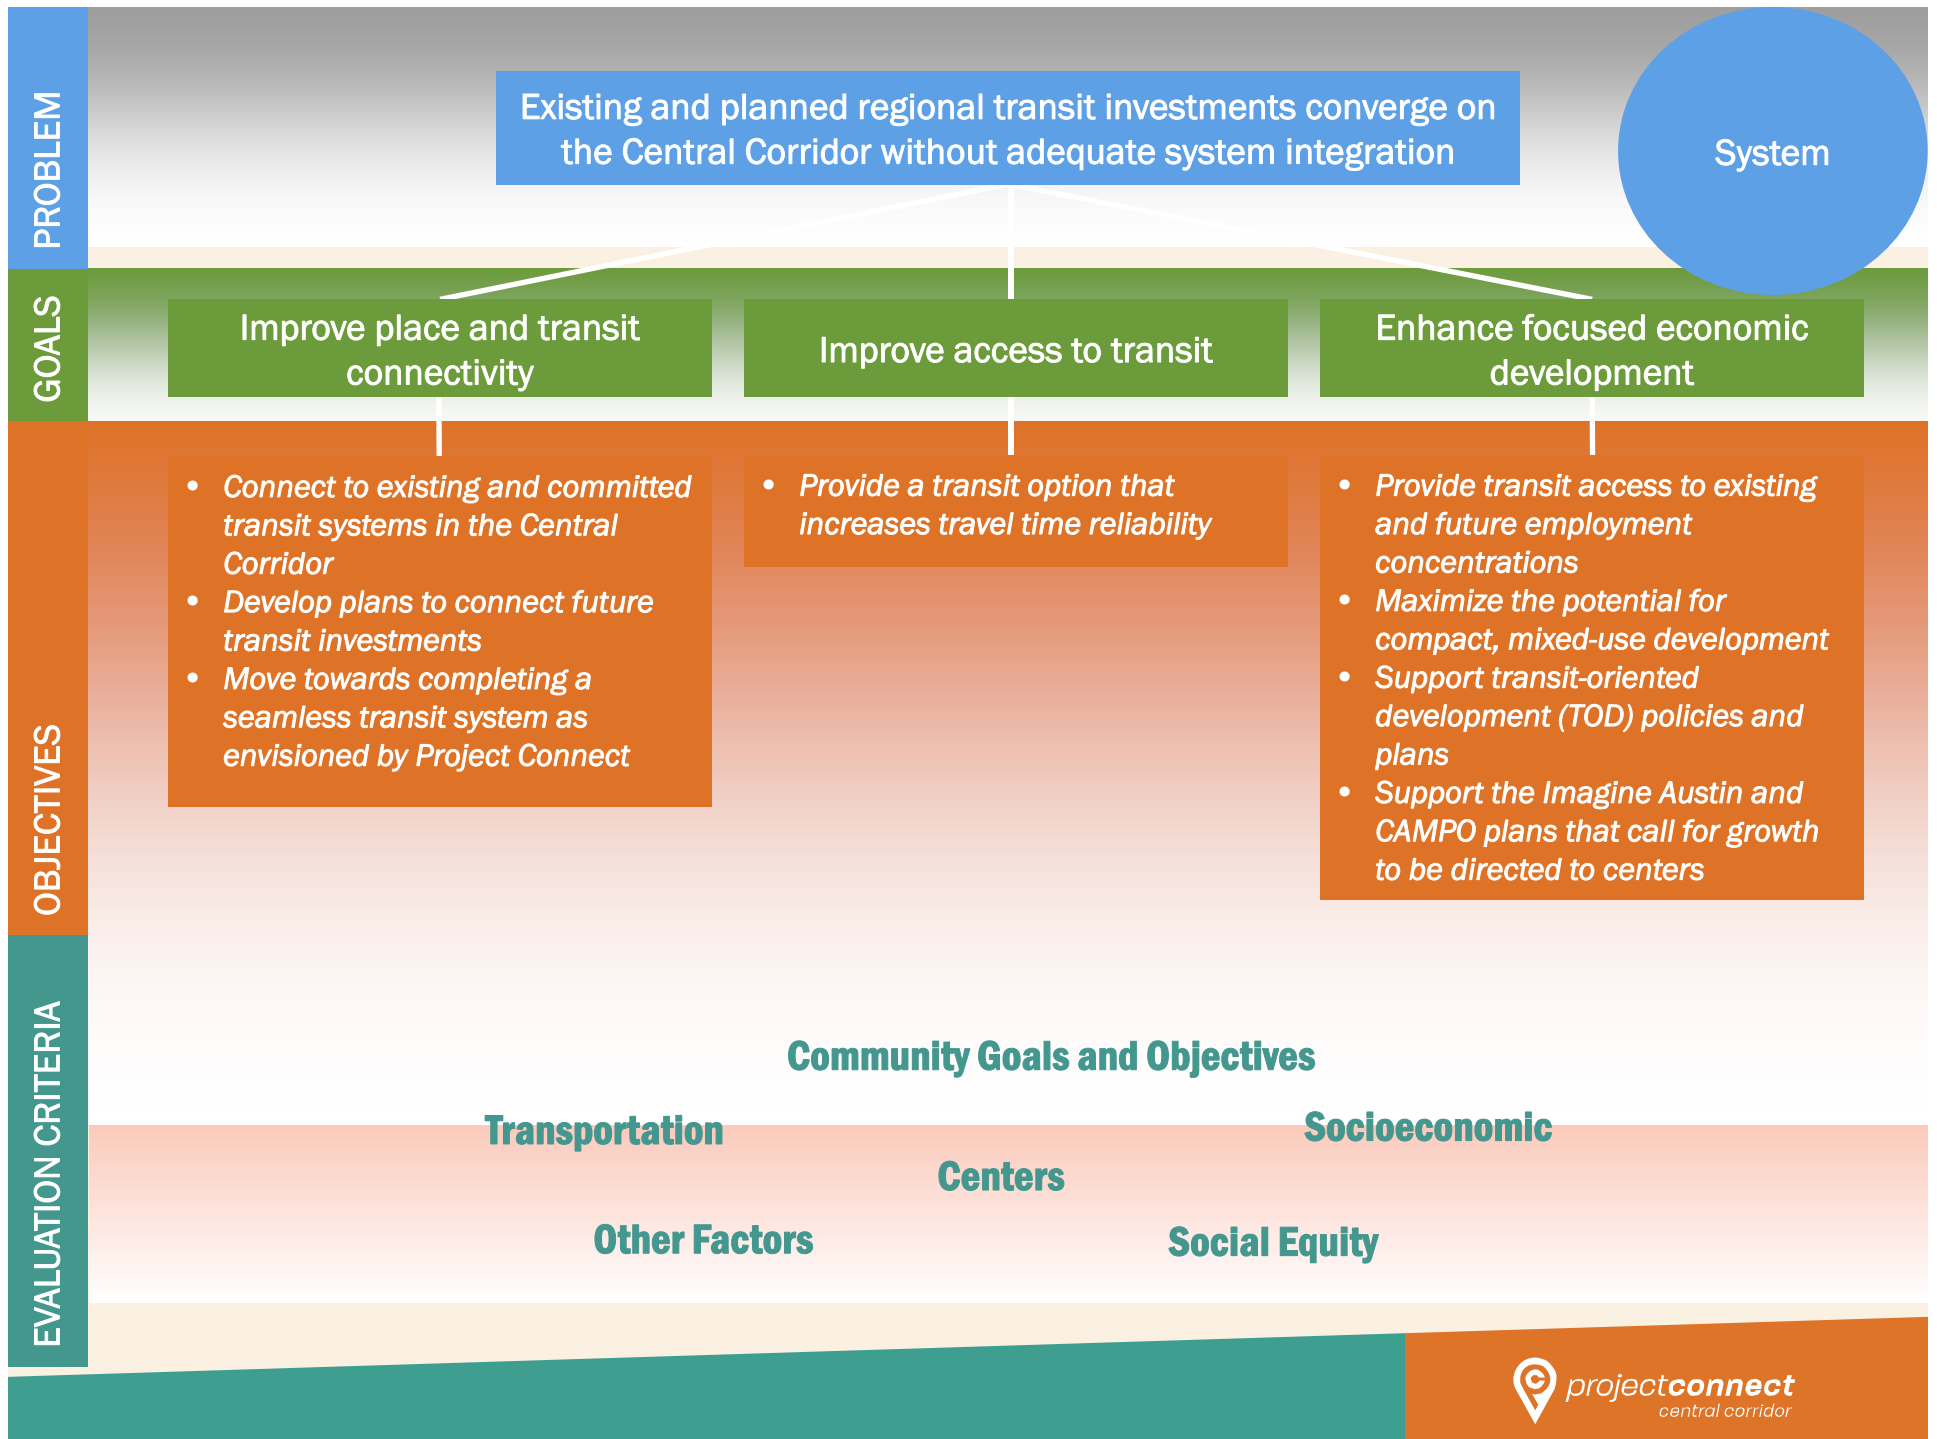 PROBLEM
Existing and planned regional transit investments converge on
the Central Corridor without adequate system integration
System
GOALS
Improve place and transit
connectivity
Improve access to transit
Enhance focused economic
development
OBJECTIVES
• Connect to existing and committed
transit systems in the Central
Corridor
• Develop plans to connect future
transit investments
• Move towards completing a
seamless transit system as
envisioned by Project Connect
• Provide a transit option that
increases travel time reliability
• Provide transit access to existing
and future employment
concentrations
• Maximize the potential for
compact, mixed-use development
• Support transit-oriented
development (TOD) policies and
plans
• Support the Imagine Austin and
CAMPO plans that call for growth
to be directed to centers
EVALUATION CRITERIA
Community Goals and Objectives
Transportation
Socioeconomic
Centers
Other Factors
Social Equity
projectconnect
central corridor